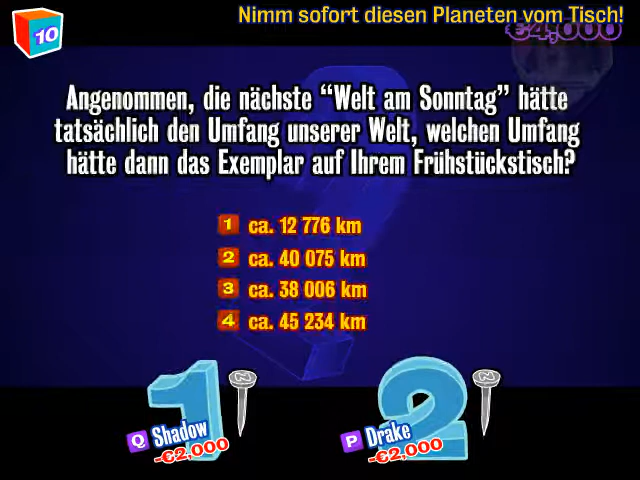 Nimm sofort diesen Planeten vom Tisch!
10
€4,000
Angenommen, die nächste “Welt am Sonntag” hätte
tatsächlich den Umfang unserer Welt, welchen Umfang
hätte dann das Exemplar auf Ihrem Frühstückstisch?
1 ca. 12 776 km
2 ca. 40 075 km
3 ca. 38 006 km
4 ca. 45 234 km
1
Q Shadow
-€2,000
N
2
P Drake
-€2,000
N